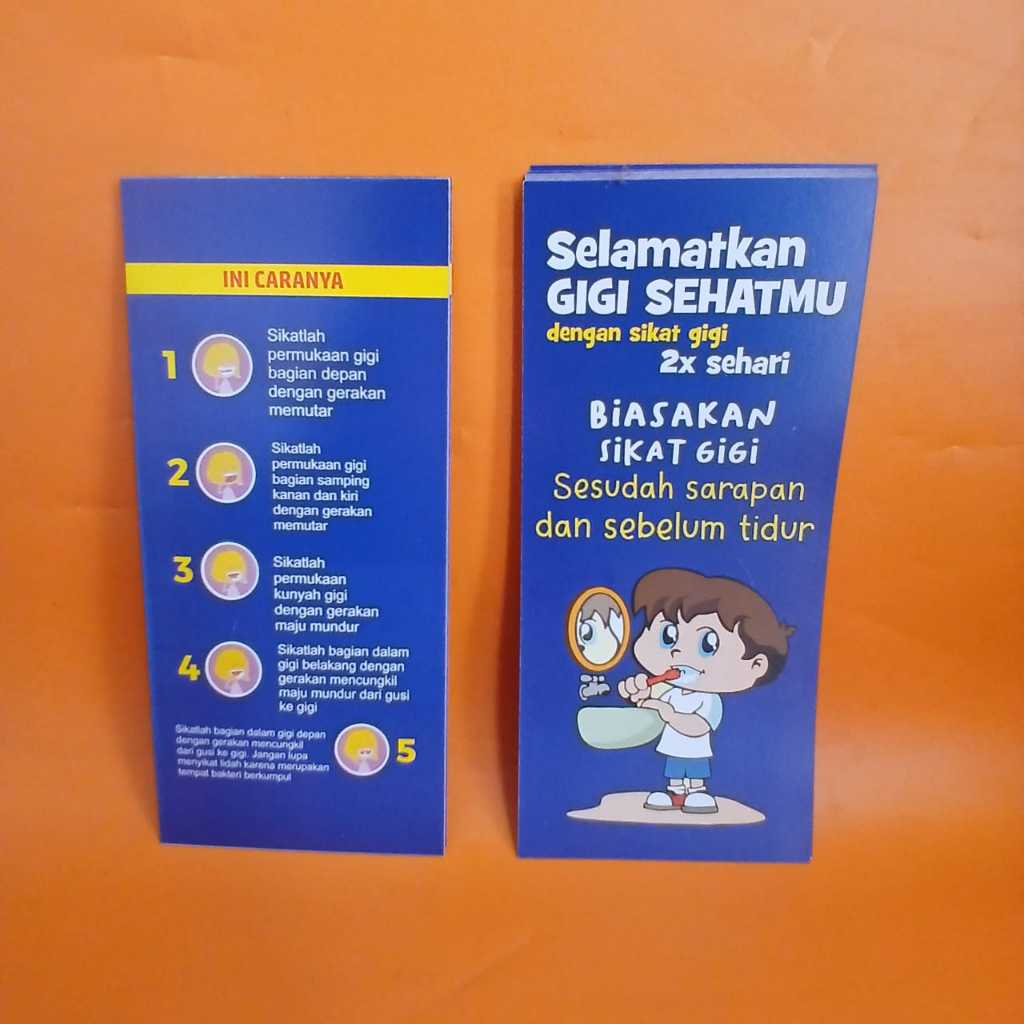 INI CARANYA
1
Sikatlah
permukaan gigi
bagian depan
dengan gerakan
memutar
2
Sikatlah
permukaan gigi
bagian samping
kanan dan kiri
dengan gerakan
memutar
3
Sikatlah
permukaan
kunyah gigi
dengan gerakan
maju mundur
4
Sikatlah bagian dalam
gigi belakang dengan
gerakan mencungkil
maju mundur dari gusi
ke gigi
5
Sikatlah bagian dalam gigi depan
dengan gerakan mencungkil
dari gusi ke gigi. Jangan lupa
menyikat lidah karena merupakan
tempat bakteri berkumpul
Selamatkan
GIGI SEHATMU
dengan sikat gigi
2x sehari
BiASAKAN
SiKAT GiGi
Sesudah sarapan
dan sebelum tidur